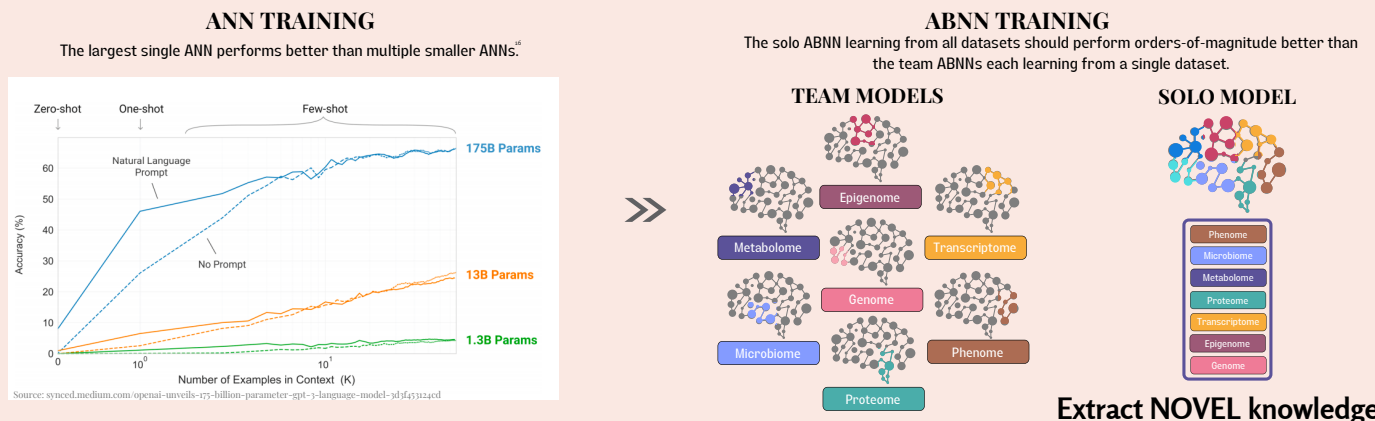 ANN TRAINING
The largest single ANN performs better than multiple smaller ANNs.16
Zero-shot
One-shot
Few-shot
175B Params
Natural Language
Prompt
No Prompt
13B Params
1.3B Params
Accuracy (%)
60
50
40
30
20
10
0
0
10⁰
10¹
Number of Examples in Context (K)
Source: synced.medium.com/openai-unveils-175-billion-parameter-gpt-3-language-model-3d3f453124cd
ABNN TRAINING
The solo ABNN learning from all datasets should perform orders-of-magnitude better than
the team ABNNs each learning from a single dataset.
TEAM MODELS
Epigenome
Metabolome
Transcriptome
Genome
Microbiome
Phenome
Proteome
SOLO MODEL
Phenome
Microbiome
Metabolome
Proteome
Transcriptome
Epigenome
Genome
Extract NOVEL knowledge